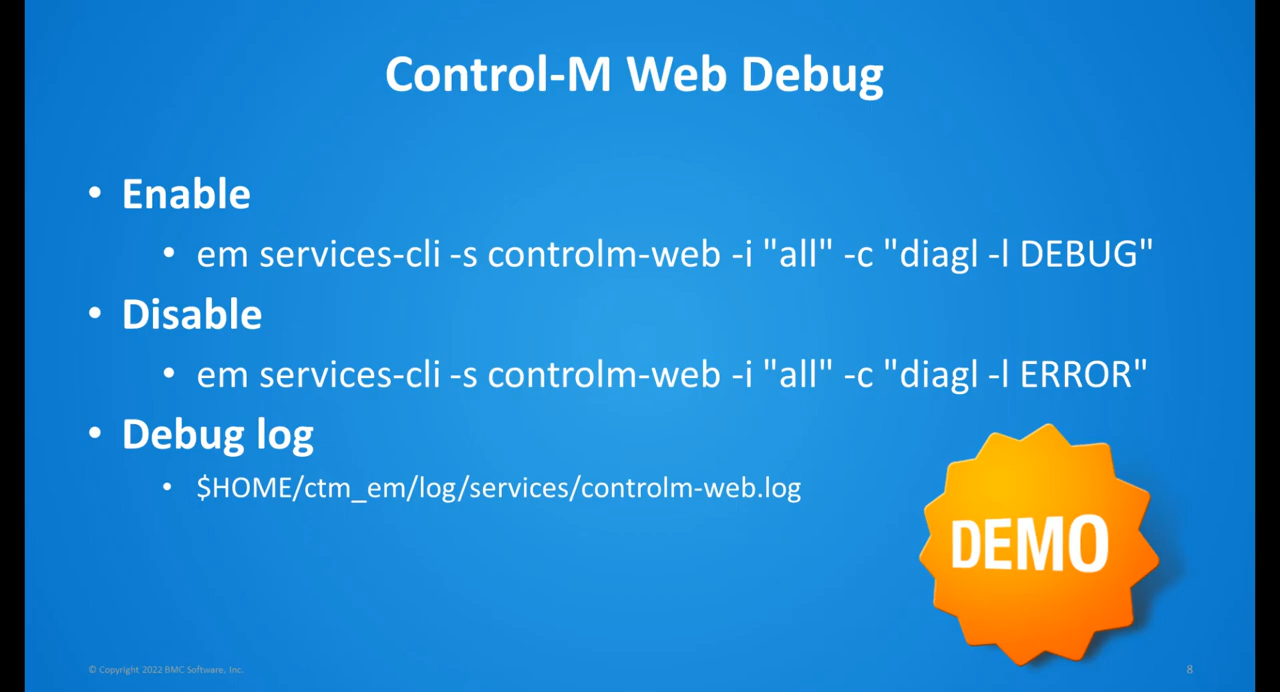 Control-M Web Debug
• Enable
• em services-cli -s controlm-web -i "all" -c "diagl -l DEBUG"
• Disable
• em services-cli -s controlm-web -i "all" -c "diagl -l ERROR"
• Debug log
• $HOME/ctm_em/log/services/controlm-web.log
DEMO
© Copyright 2022 BMC Software, Inc.
8